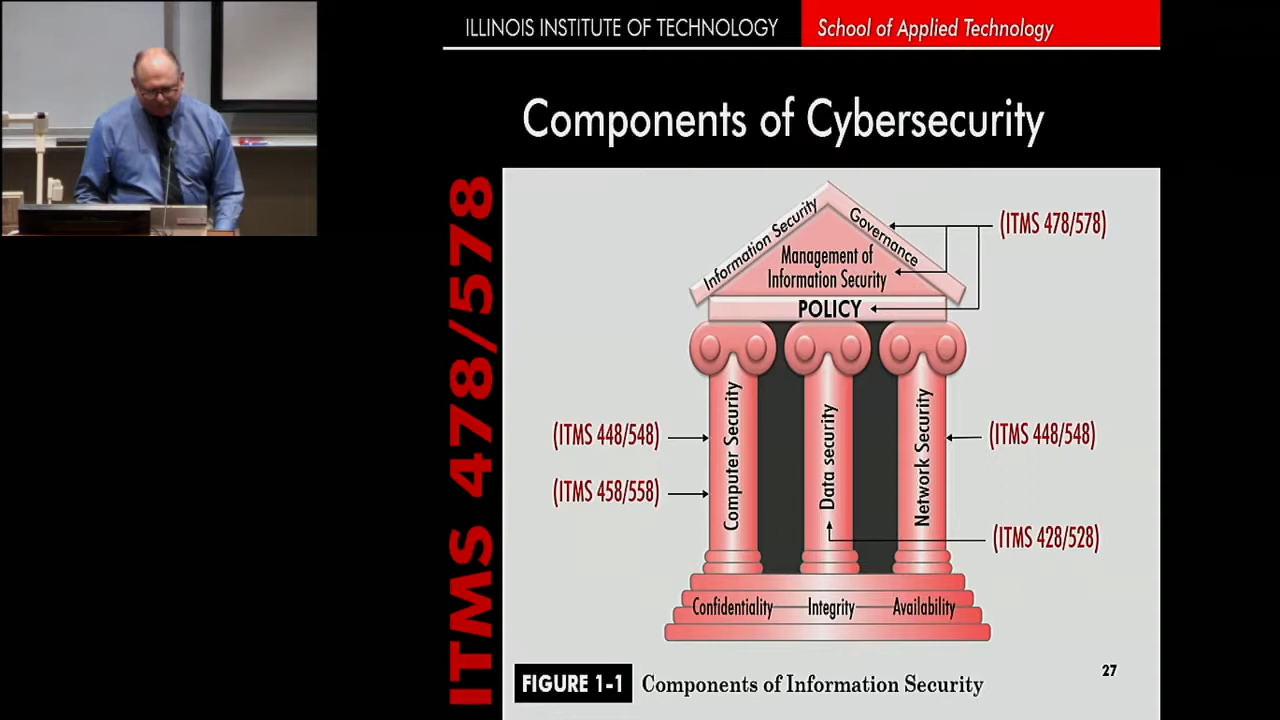 ILLINOIS INSTITUTE OF TECHNOLOGY
School of Applied Technology
Components of Cybersecurity
ITMS 478/578
Information Security
Governance
(ITMS 478/578)
Management of
Information Security
POLICY
(ITMS 448/548)
(ITMS 458/558)
Computer Security
Data security
Network Security
(ITMS 448/548)
(ITMS 428/528)
Confidentiality
Integrity
Availability
FIGURE 1-1
Components of Information Security
27